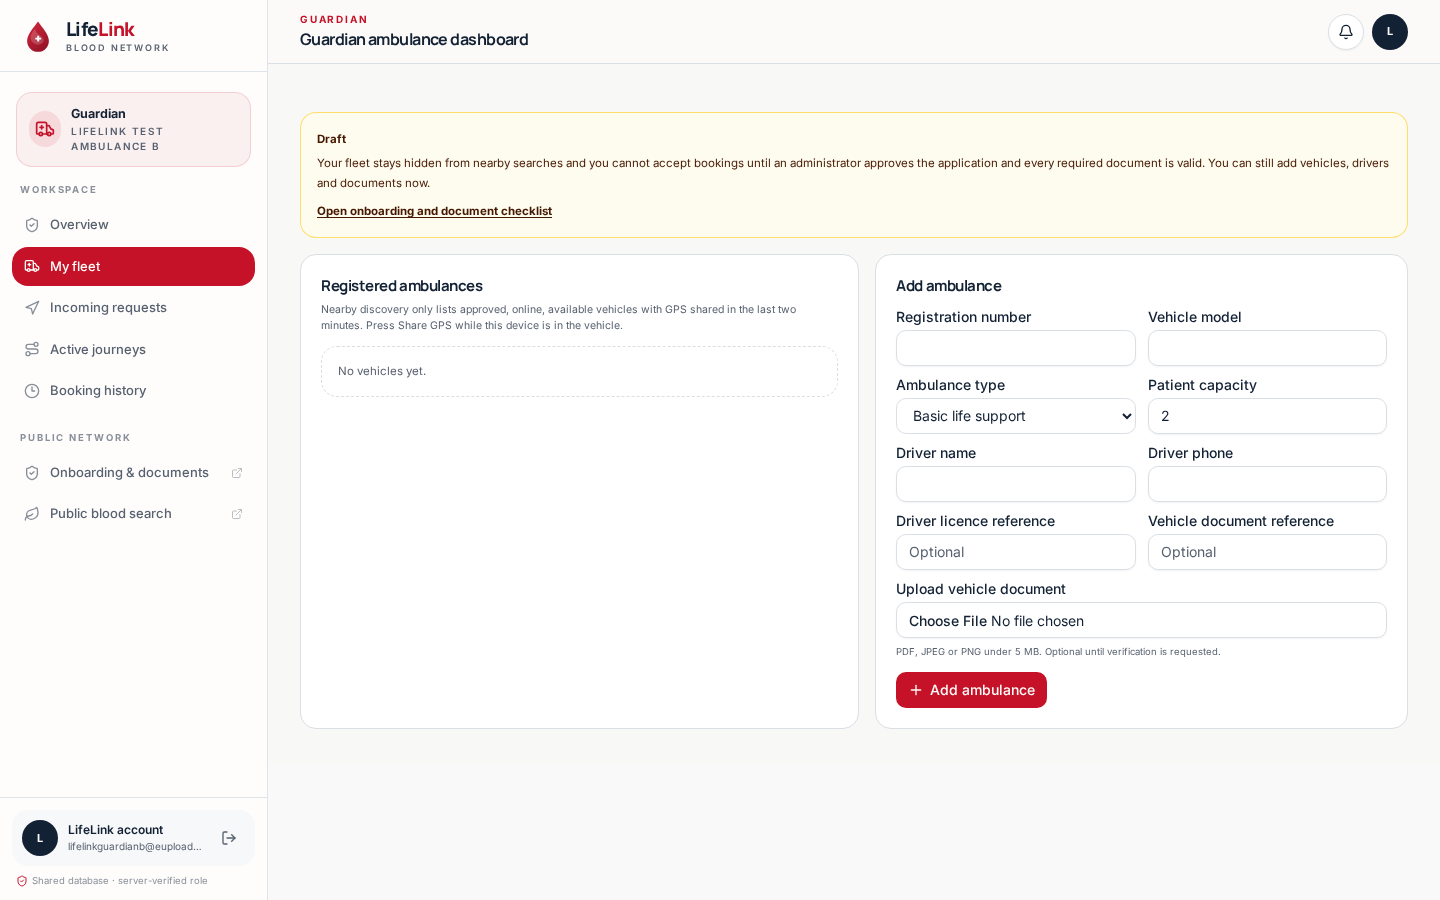 LifeLink
BLOOD NETWORK
Guardian
LIFELINK TEST
AMBULANCE B
WORKSPACE
Overview
My fleet
Incoming requests
Active journeys
Booking history
PUBLIC NETWORK
Onboarding & documents
Public blood search
LifeLink account
lifelinkguardianb@eupload...
Shared database · server-verified role
GUARDIAN
Guardian ambulance dashboard
L
Draft
Your fleet stays hidden from nearby searches and you cannot accept bookings until an administrator approves the application and every required document is valid. You can still add vehicles, drivers
and documents now.
Open onboarding and document checklist
Registered ambulances
Nearby discovery only lists approved, online, available vehicles with GPS shared in the last two
minutes. Press Share GPS while this device is in the vehicle.
No vehicles yet.
Add ambulance
Registration number
Vehicle model
Ambulance type
Patient capacity
Basic life support
2
Driver name
Driver phone
Driver licence reference
Vehicle document reference
Optional
Optional
Upload vehicle document
Choose File No file chosen
PDF, JPEG or PNG under 5 MB. Optional until verification is requested.
Add ambulance
L